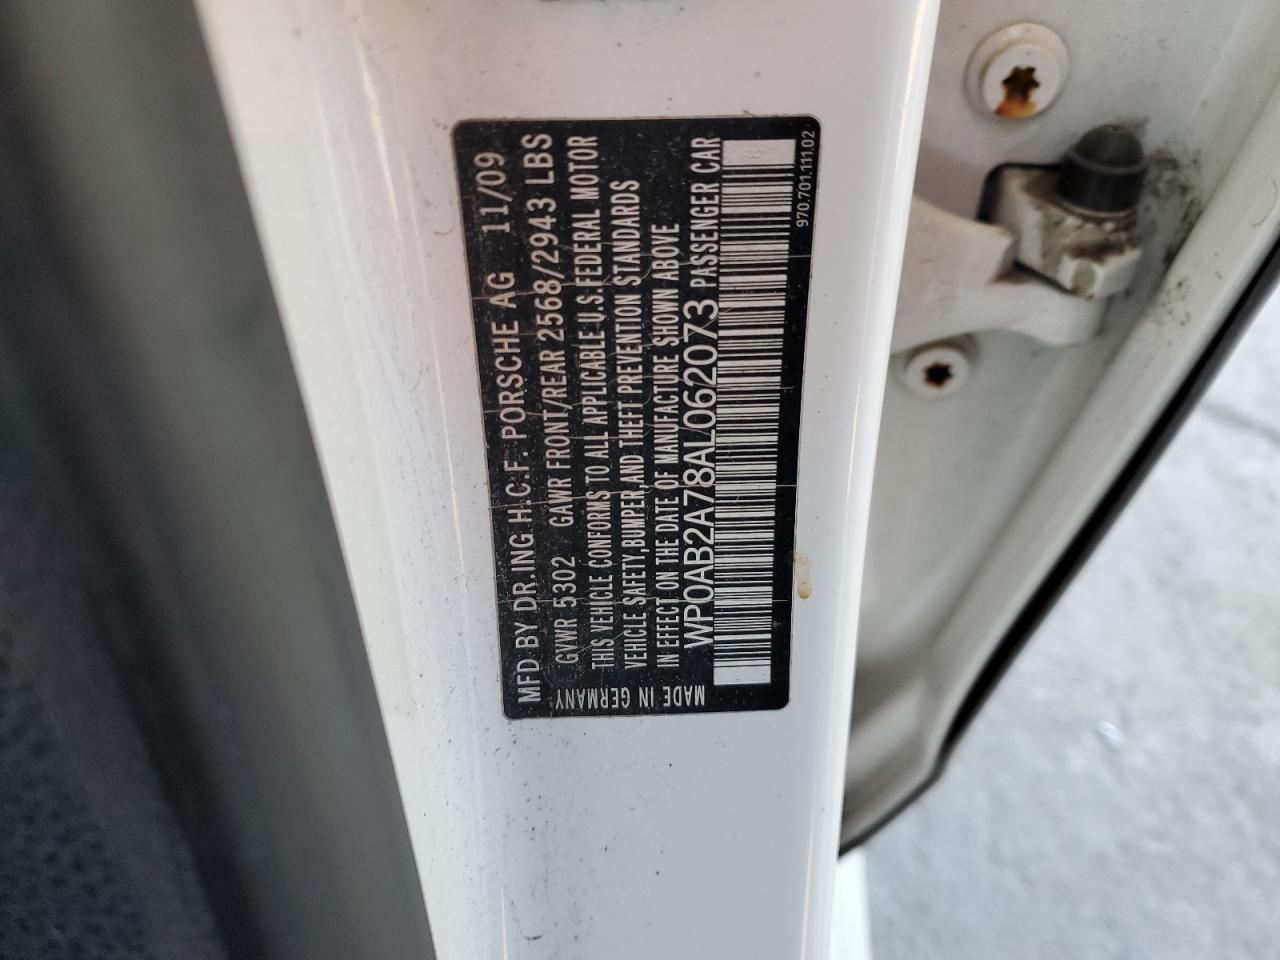 MFD BY DR.ING H.C.F. PORSCHE AG 11/09
GVWR 5302 GAWR FRONT/REAR 2568/2943 LBS
THIS VEHICLE CONFORMS TO ALL APPLICABLE U.S.FEDERAL MOTOR
VEHICLE SAFETY,BUMPER,AND THEFT PREVENTION STANDARDS
IN EFFECT ON THE DATE OF MANUFACTURE SHOWN ABOVE
WP0AB2A78AL062073 PASSENGER CAR
MADE IN GERMANY
970.701.111.02